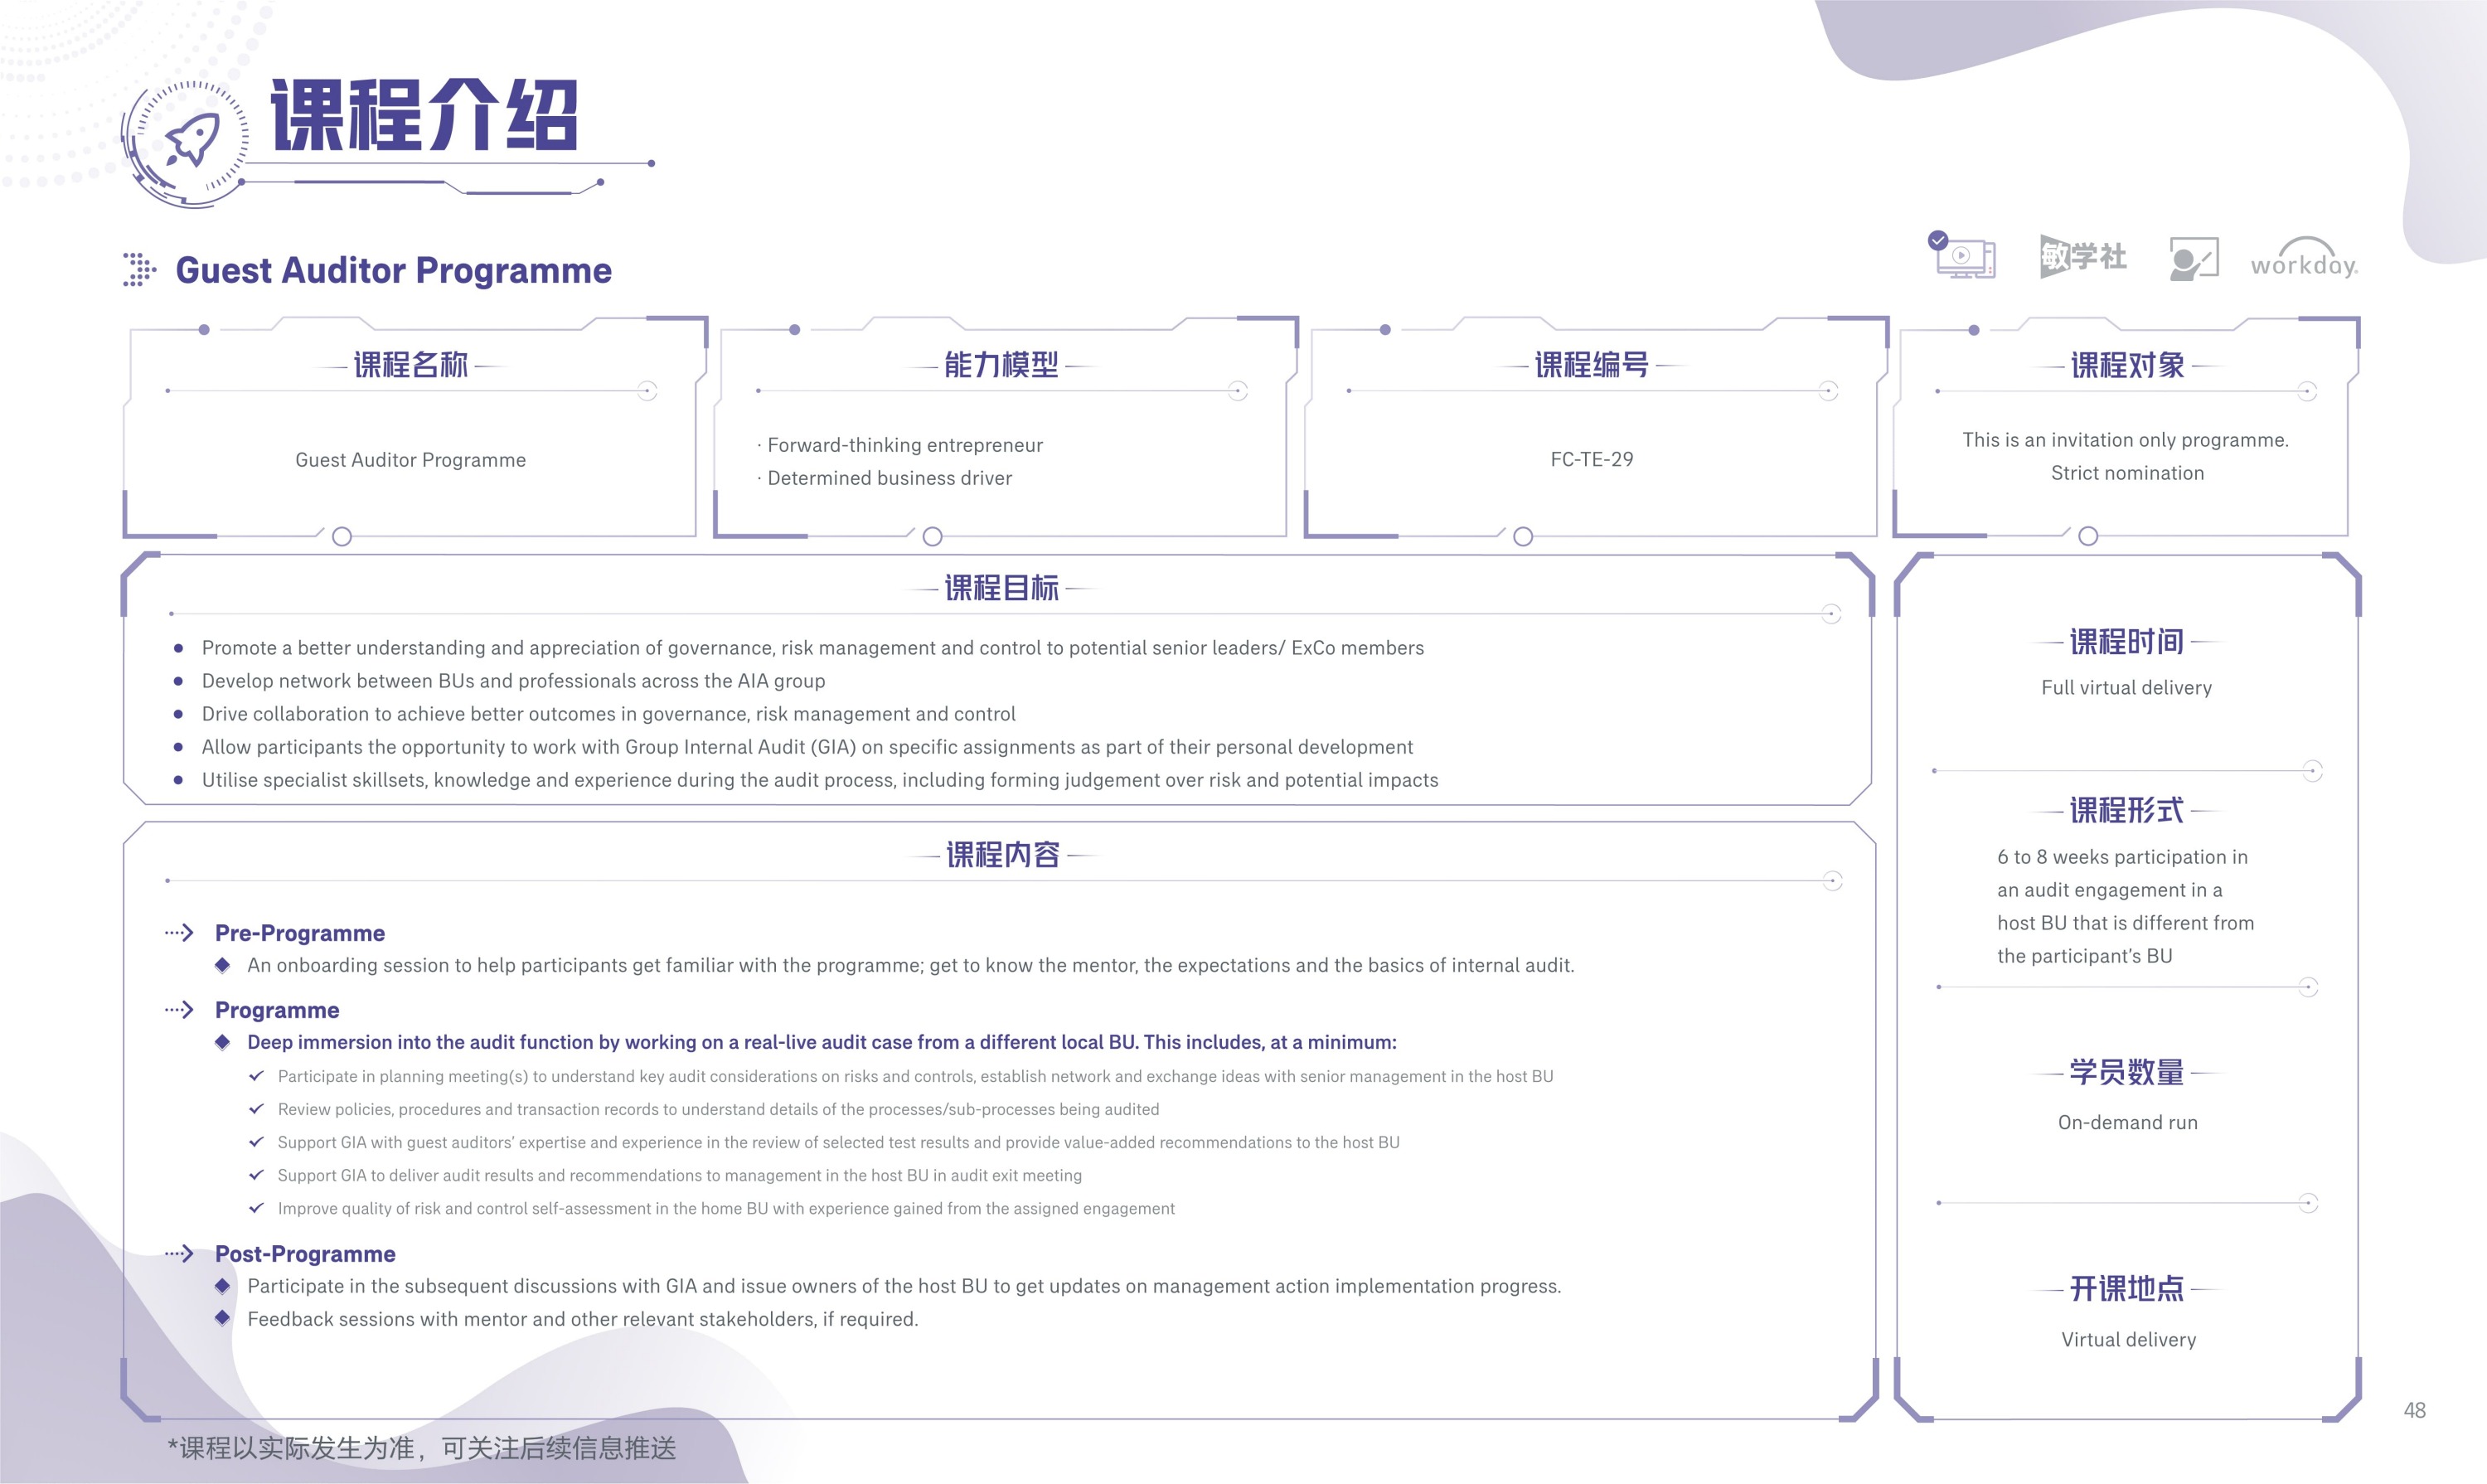 课程介绍
Guest Auditor Programme
敏学社
workday.
课程名称
Guest Auditor Programme
能力模型
· Forward-thinking entrepreneur
· Determined business driver
课程编号
FC-TE-29
课程对象
This is an invitation only programme.
Strict nomination
课程目标
Promote a better understanding and appreciation of governance, risk management and control to potential senior leaders/ ExCo members
Develop network between BUs and professionals across the AIA group
Drive collaboration to achieve better outcomes in governance, risk management and control
Allow participants the opportunity to work with Group Internal Audit (GIA) on specific assignments as part of their personal development
Utilise specialist skillsets, knowledge and experience during the audit process, including forming judgement over risk and potential impacts
课程内容
Pre-Programme
An onboarding session to help participants get familiar with the programme; get to know the mentor, the expectations and the basics of internal audit.
Programme
Deep immersion into the audit function by working on a real-live audit case from a different local BU. This includes, at a minimum:
Participate in planning meeting(s) to understand key audit considerations on risks and controls, establish network and exchange ideas with senior management in the host BU
Review policies, procedures and transaction records to understand details of the processes/sub-processes being audited
Support GIA with guest auditors’ expertise and experience in the review of selected test results and provide value-added recommendations to the host BU
Support GIA to deliver audit results and recommendations to management in the host BU in audit exit meeting
Improve quality of risk and control self-assessment in the home BU with experience gained from the assigned engagement
Post-Programme
Participate in the subsequent discussions with GIA and issue owners of the host BU to get updates on management action implementation progress.
Feedback sessions with mentor and other relevant stakeholders, if required.
课程时间
Full virtual delivery
课程形式
6 to 8 weeks participation in
an audit engagement in a
host BU that is different from
the participant’s BU
学员数量
On-demand run
开课地点
Virtual delivery
*课程以实际发生为准，可关注后续信息推送
48